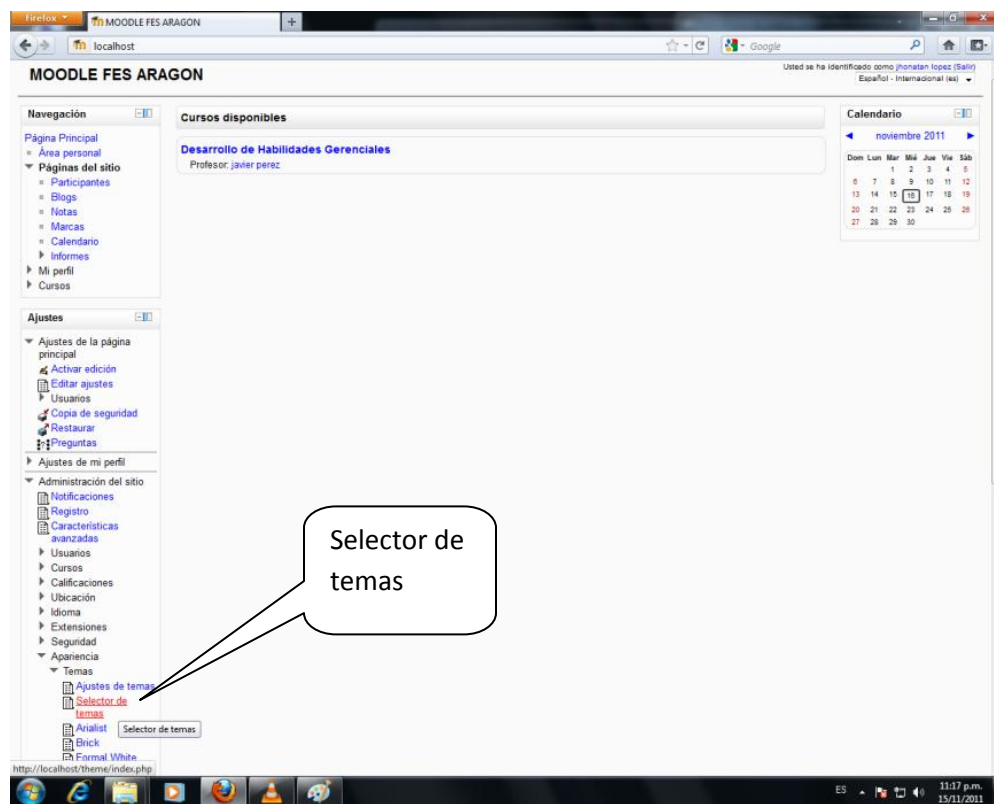 Firefox
MOODLE FES ARAGON
localhost
Google
MOODLE FES ARAGON
Usted se ha identificado como jhonatan lopez (Salir)
Español - Internacional (es)
Navegación
Página Principal
Área personal
Páginas del sitio
Participantes
Blogs
Notas
Marcas
Calendario
Informes
Mi perfil
Cursos
Ajustes
Ajustes de la página
principal
Activar edición
Editar ajustes
Usuarios
Copia de seguridad
Restaurar
Preguntas
Ajustes de mi perfil
Administración del sitio
Notificaciones
Registro
Características
avanzadas
Usuarios
Cursos
Calificaciones
Ubicación
Idioma
Extensiones
Seguridad
Apariencia
Temas
Ajustes de temas
Selector de
temas
Arialist
Selector de temas
Brick
Formal White
http://localhost/theme/index.php
Cursos disponibles
Desarrollo de Habilidades Gerenciales
Profesor: javier perez
Selector de
temas
Calendario
noviembre 2011
Dom Lun Mar Mié Jue Vie Sáb
1 2 3 4 5
6 7 8 9 10 11 12
13 14 15 16 17 18 19
20 21 22 23 24 25 26
27 28 29 30
ES
11:17 p.m.
15/11/2011